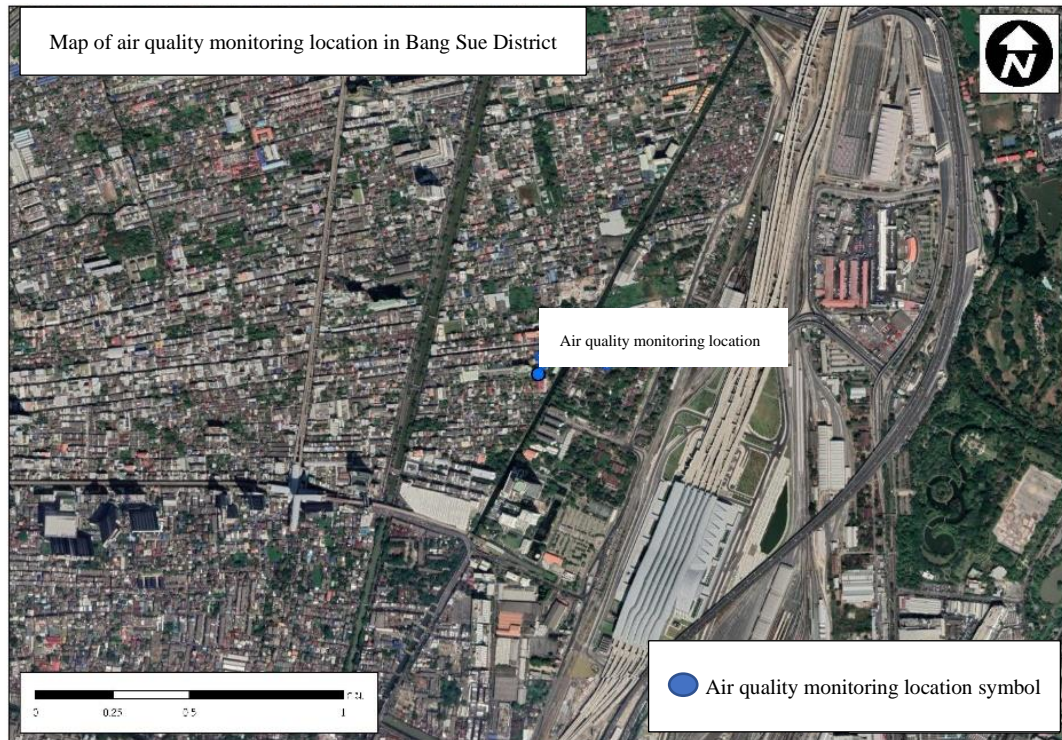 Map of air quality monitoring location in Bang Sue District
N
Air quality monitoring location
0 0.25 0.5 1
Air quality monitoring location symbol